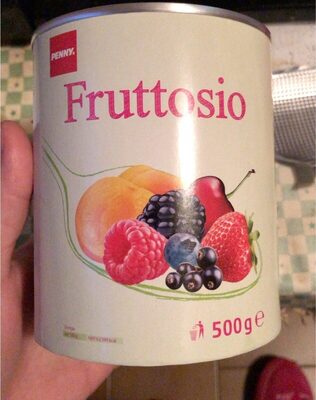 PENNY.
Fruttosio
500g e